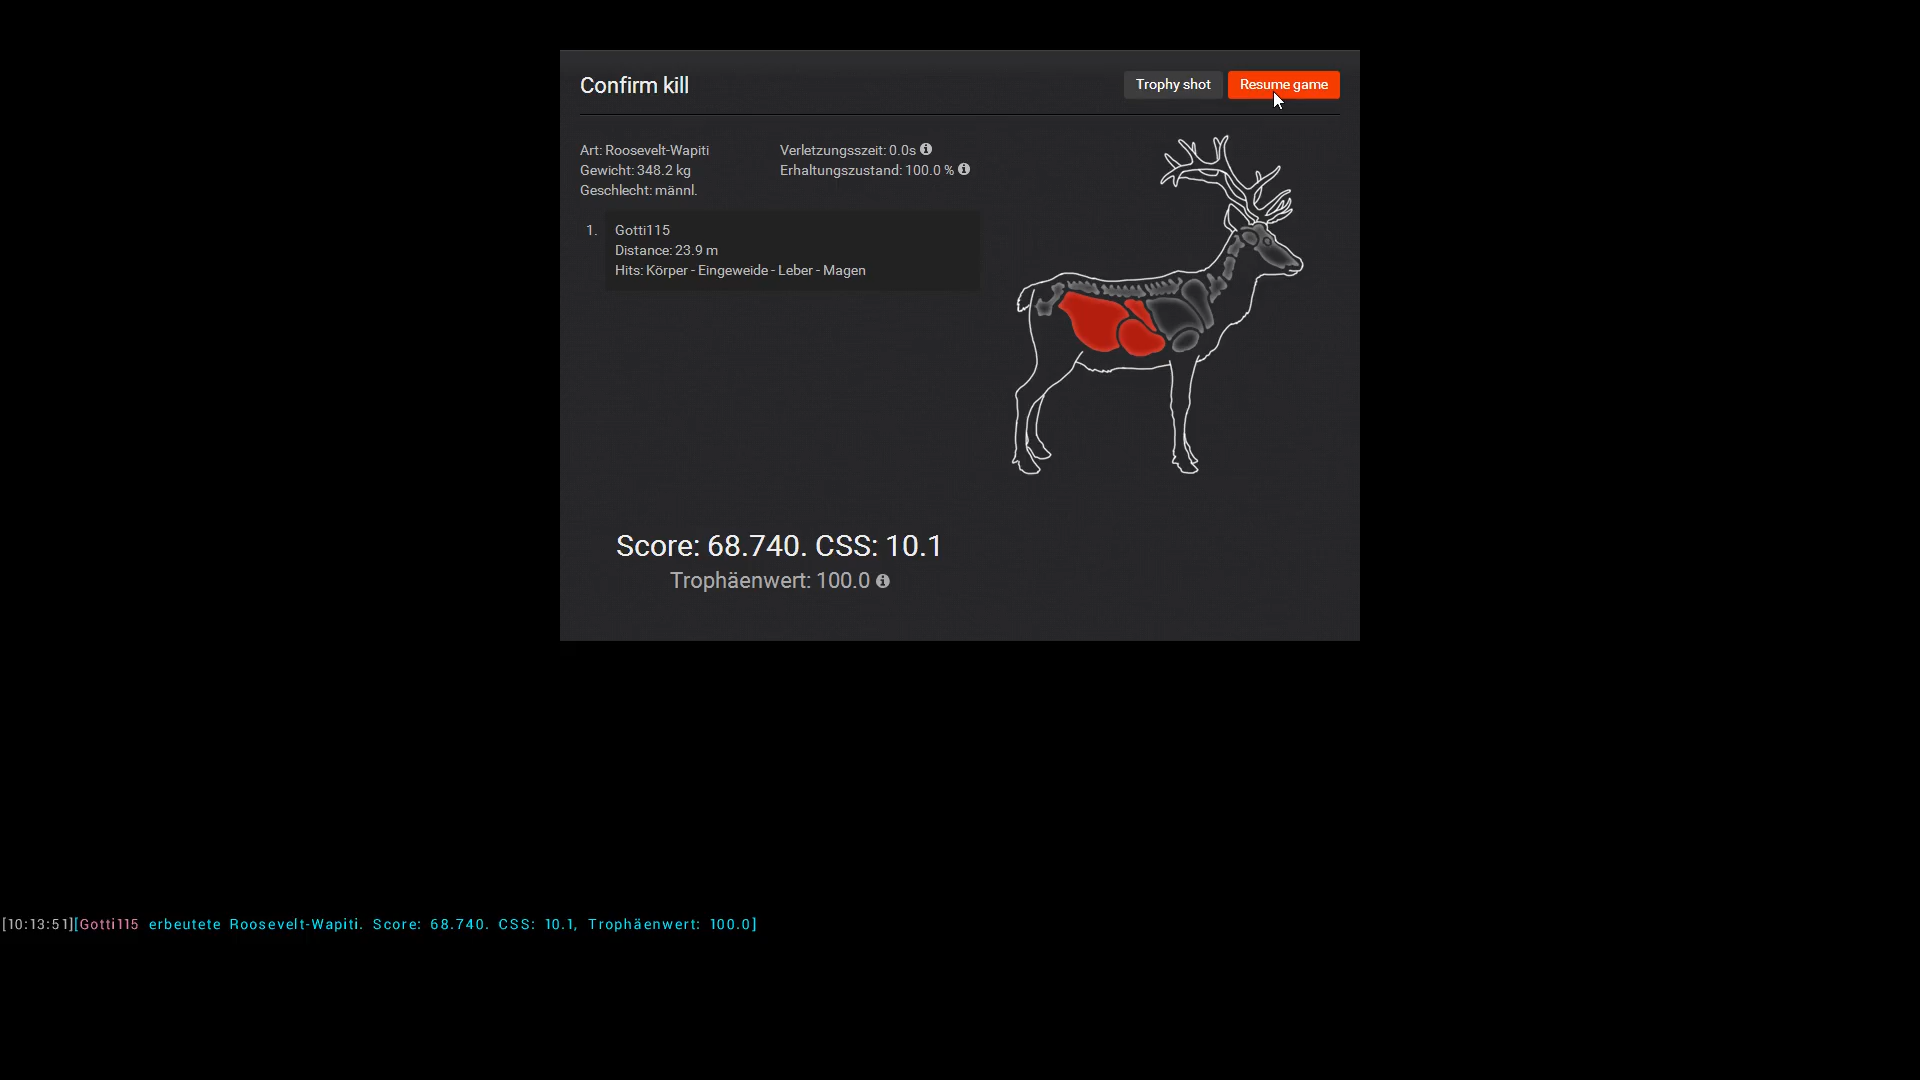 Confirm kill
Trophy shot
Resume game
Art: Roosevelt-Wapiti
Gewicht: 348.2 kg
Geschlecht: männl.
Verletzungsszeit: 0.0s
Erhaltungszustand: 100.0 %
1.
Gotti115
Distance: 23.9 m
Hits: Körper - Eingeweide - Leber - Magen
Score: 68.740. CSS: 10.1
Trophäenwert: 100.0
[10:13:51][Gotti115 erbeutete Roosevelt-Wapiti. Score: 68.740. CSS: 10.1, Trophäenwert: 100.0]